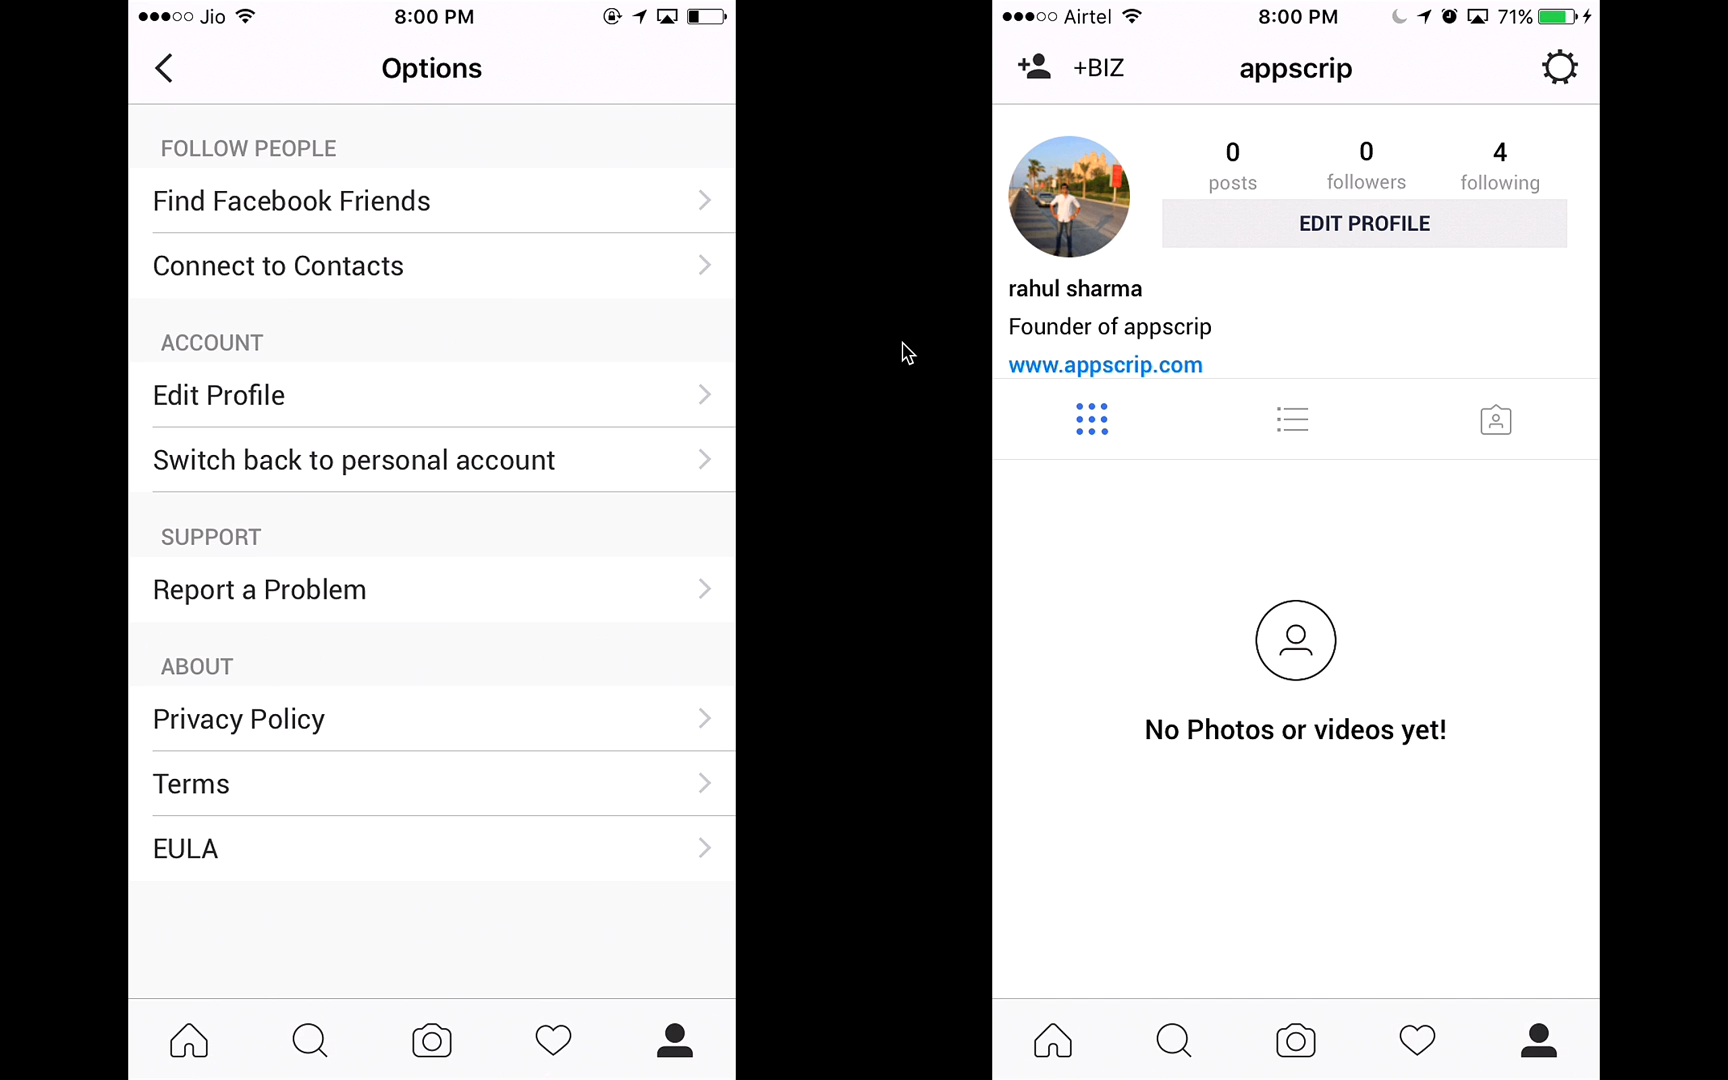 Jio
8:00 PM
Options
FOLLOW PEOPLE
Find Facebook Friends
Connect to Contacts
ACCOUNT
Edit Profile
Switch back to personal account
SUPPORT
Report a Problem
ABOUT
Privacy Policy
Terms
EULA
Airtel
8:00 PM
71%
+BIZ
appscrip
0
posts
0
followers
4
following
EDIT PROFILE
rahul sharma
Founder of appscrip
www.appscrip.com
No Photos or videos yet!